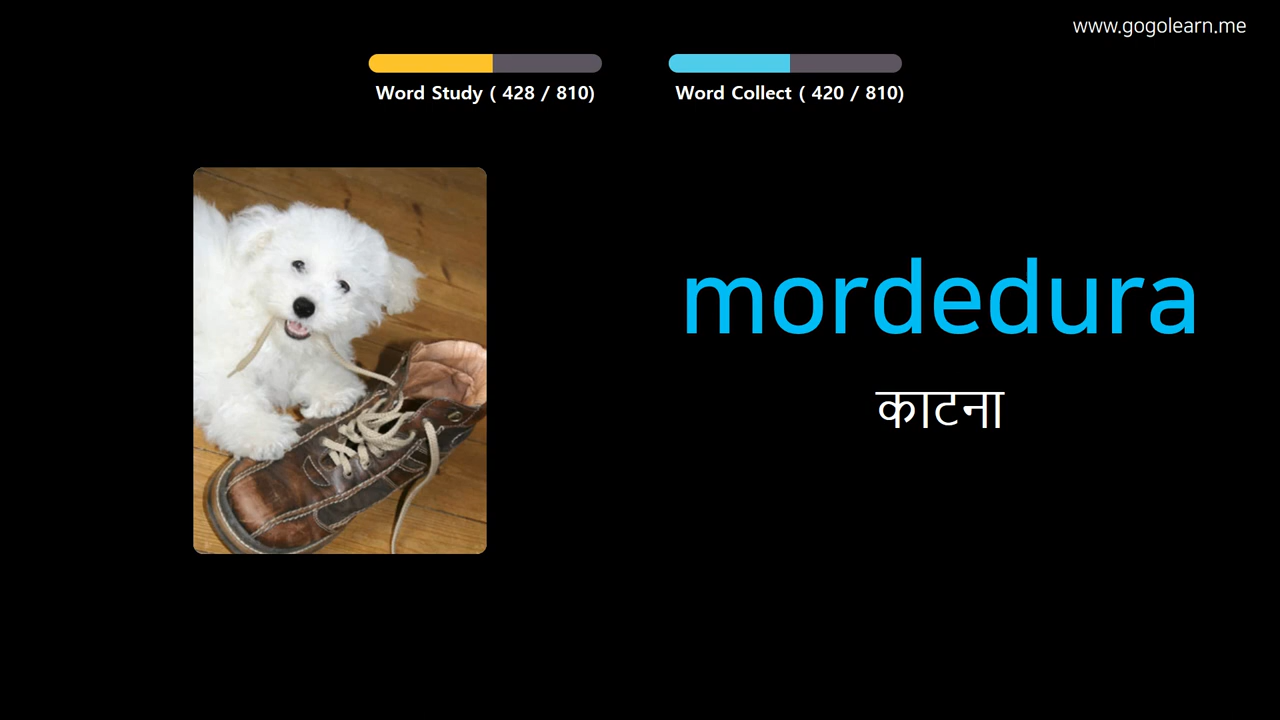 www.gogolearn.me
Word Study ( 428 / 810)
Word Collect ( 420 / 810)
mordedura
काटना